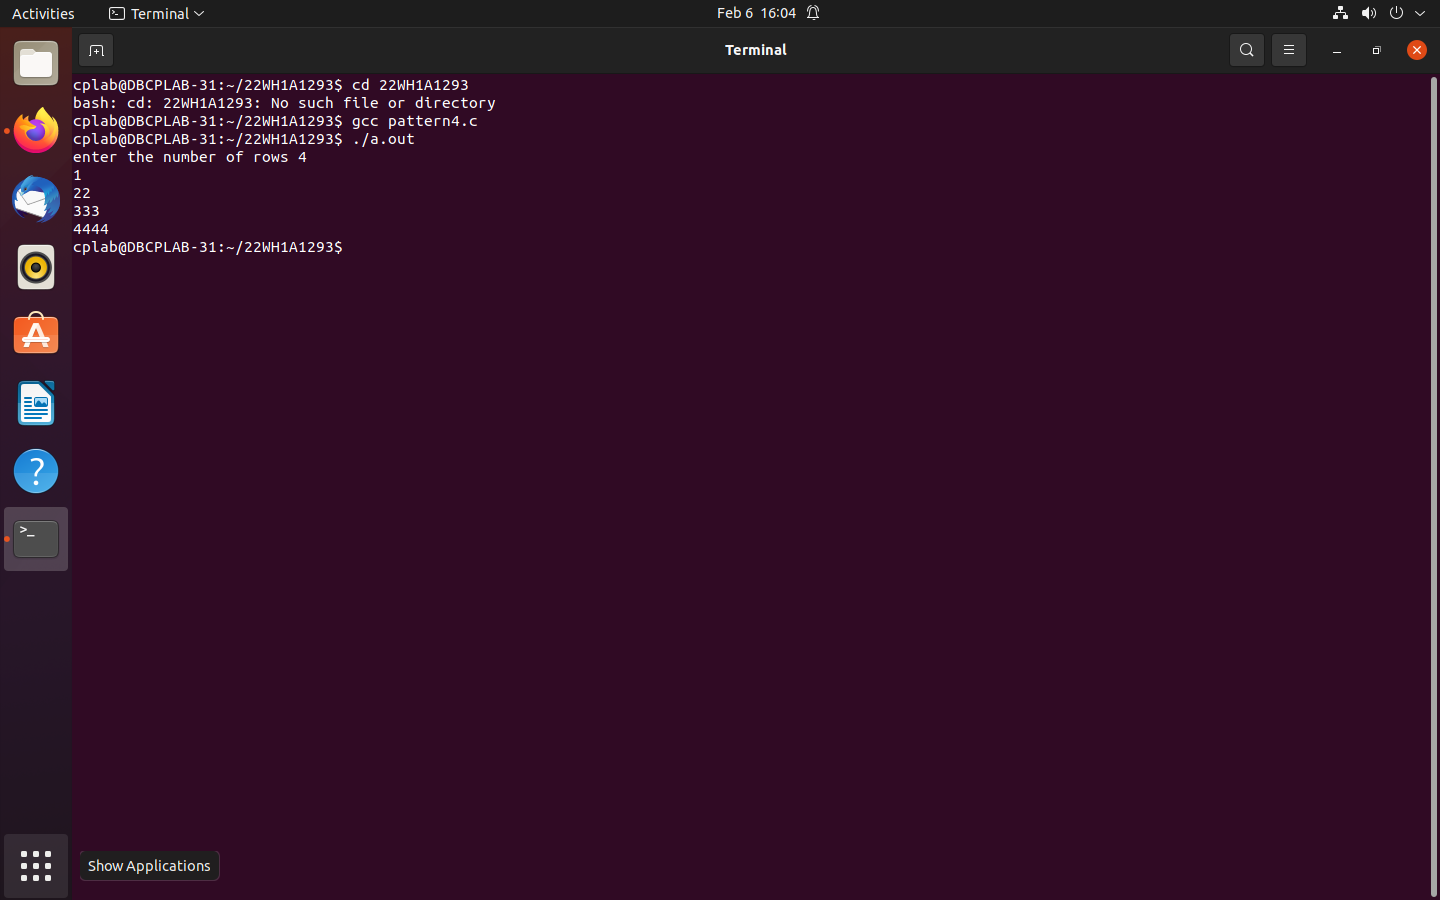 Activities
Terminal
Feb 6 16:04
Terminal
cplab@DBCPLAB-31:~/22WH1A1293$ cd 22WH1A1293
bash: cd: 22WH1A1293: No such file or directory
cplab@DBCPLAB-31:~/22WH1A1293$ gcc pattern4.c
cplab@DBCPLAB-31:~/22WH1A1293$ ./a.out
enter the number of rows 4
1
22
333
4444
cplab@DBCPLAB-31:~/22WH1A1293$
Show Applications